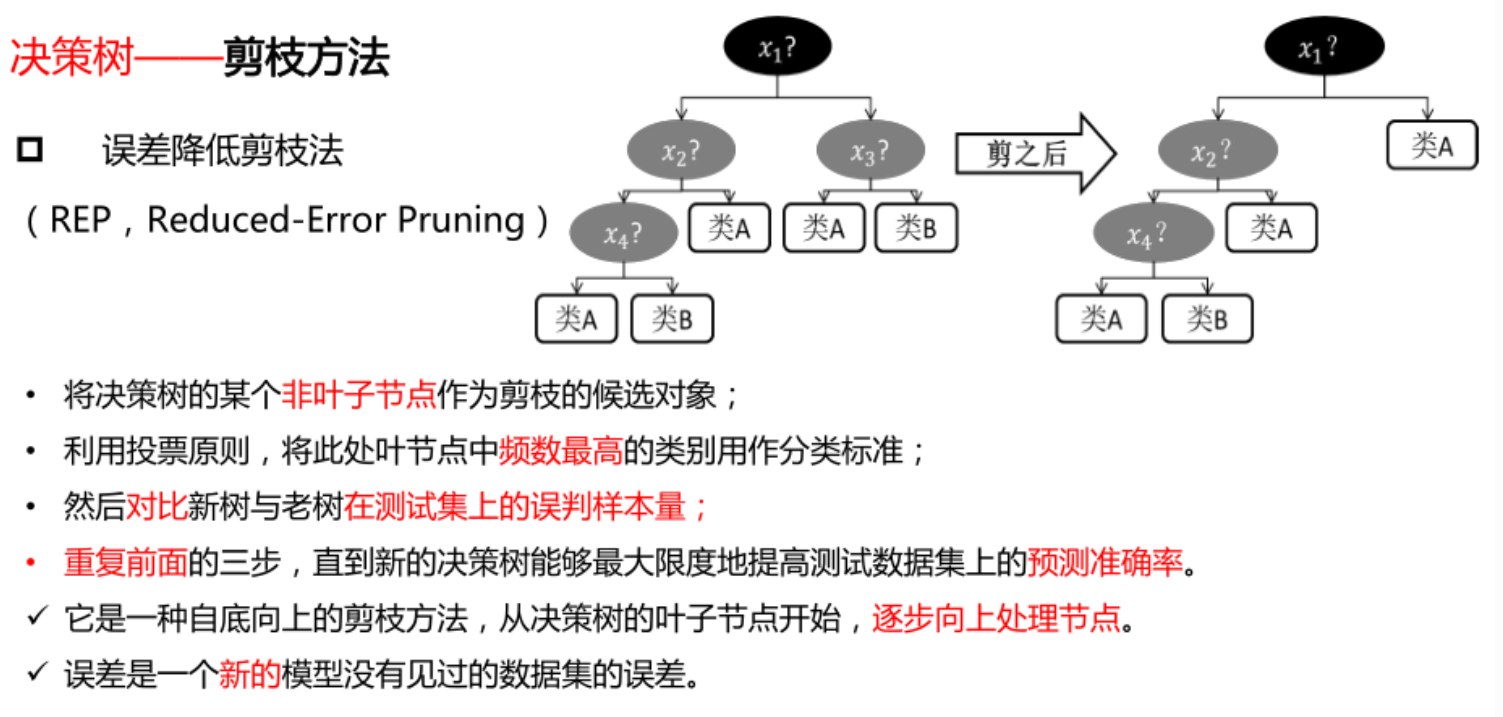 决策树——剪枝方法
误差降低剪枝法
（REP，Reduced-Error Pruning）
x₁?
x₂? x₃?
x₄? 类A 类A 类B
类A 类B
剪之后
x₁?
x₂? 类A
x₄? 类A
类A 类B
• 将决策树的某个非叶子节点作为剪枝的候选对象；
• 利用投票原则，将此处叶节点中频数最高的类别用作分类标准；
• 然后对比新树与老树在测试集上的误判样本量；
• 重复前面的三步，直到新的决策树能够最大限度地提高测试数据集上的预测准确率。
✓ 它是一种自底向上的剪枝方法，从决策树的叶子节点开始，逐步向上处理节点。
✓ 误差是一个新的模型没有见过的数据集的误差。